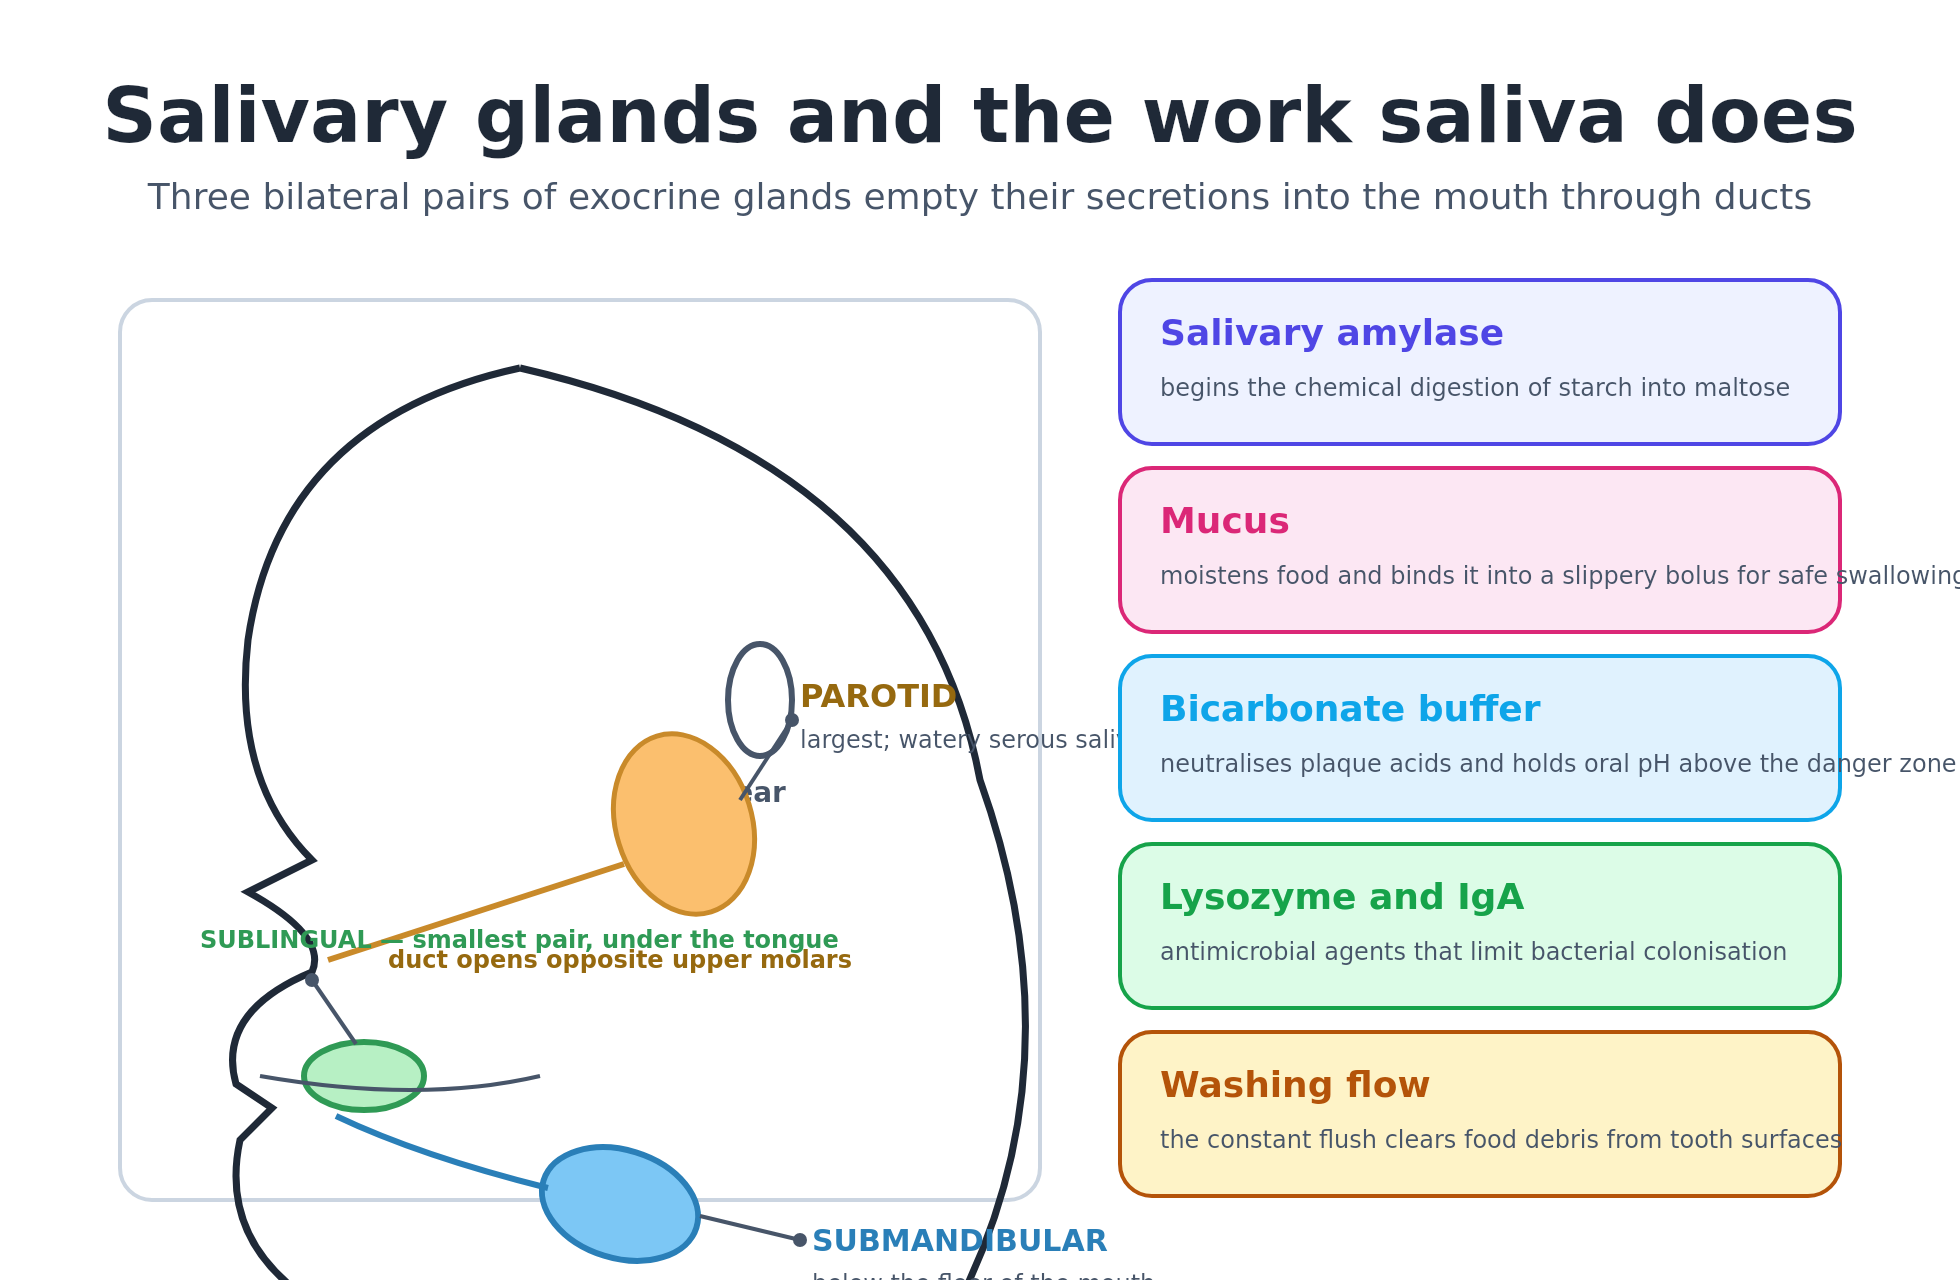 Salivary glands and the work saliva does
Three bilateral pairs of exocrine glands empty their secretions into the mouth through ducts
PAROTID
largest; watery serous
ear
SUBLINGUAL — smallest pair, under the tongue
duct opens opposite upper molars
SUBMANDIBULAR
below the floor of the mouth
Salivary amylase
begins the chemical digestion of starch into maltose
Mucus
moistens food and binds it into a slippery bolus for safe swallowing
Bicarbonate buffer
neutralises plaque acids and holds oral pH above the danger zone
Lysozyme and IgA
antimicrobial agents that limit bacterial colonisation
Washing flow
the constant flush clears food debris from tooth surfaces